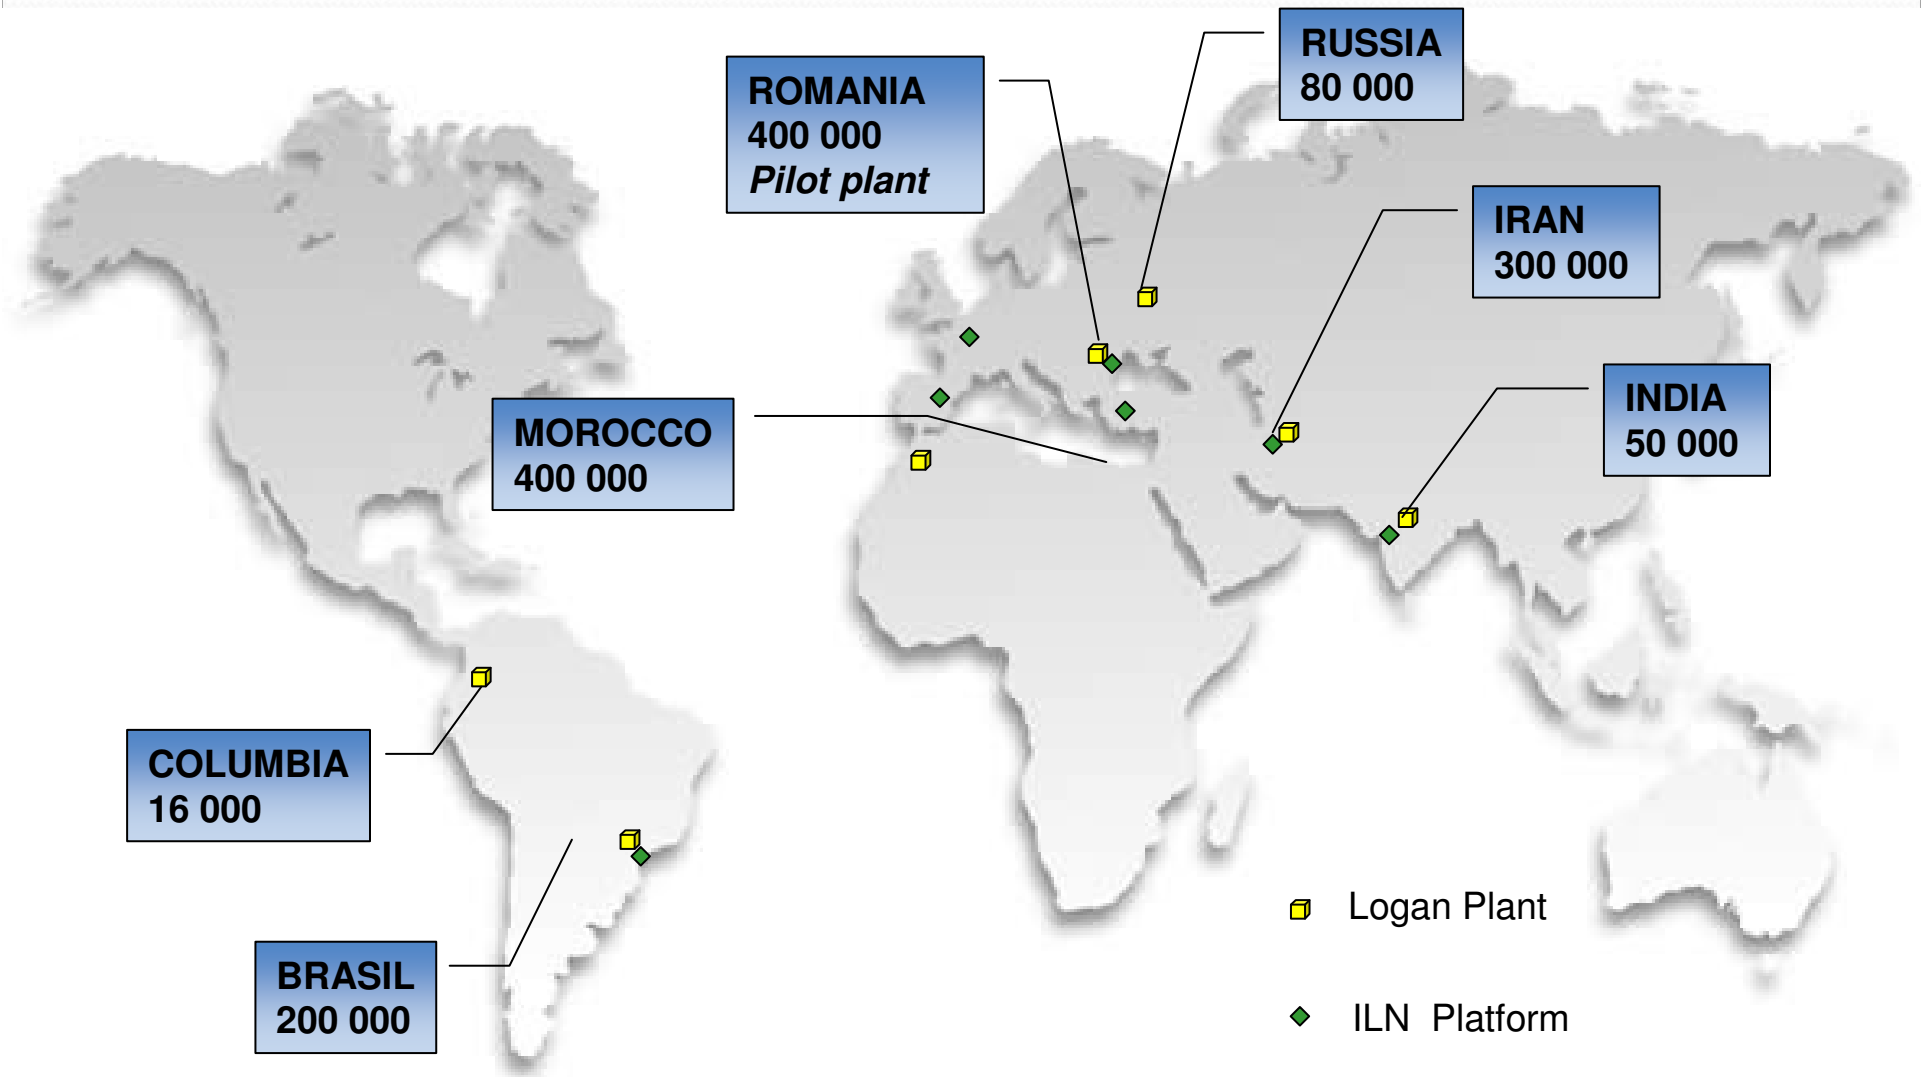 RUSSIA
80 000
ROMANIA
400 000
Pilot plant
IRAN
300 000
INDIA
50 000
MOROCCO
400 000
COLUMBIA
16 000
BRASIL
200 000
Logan Plant
ILN Platform